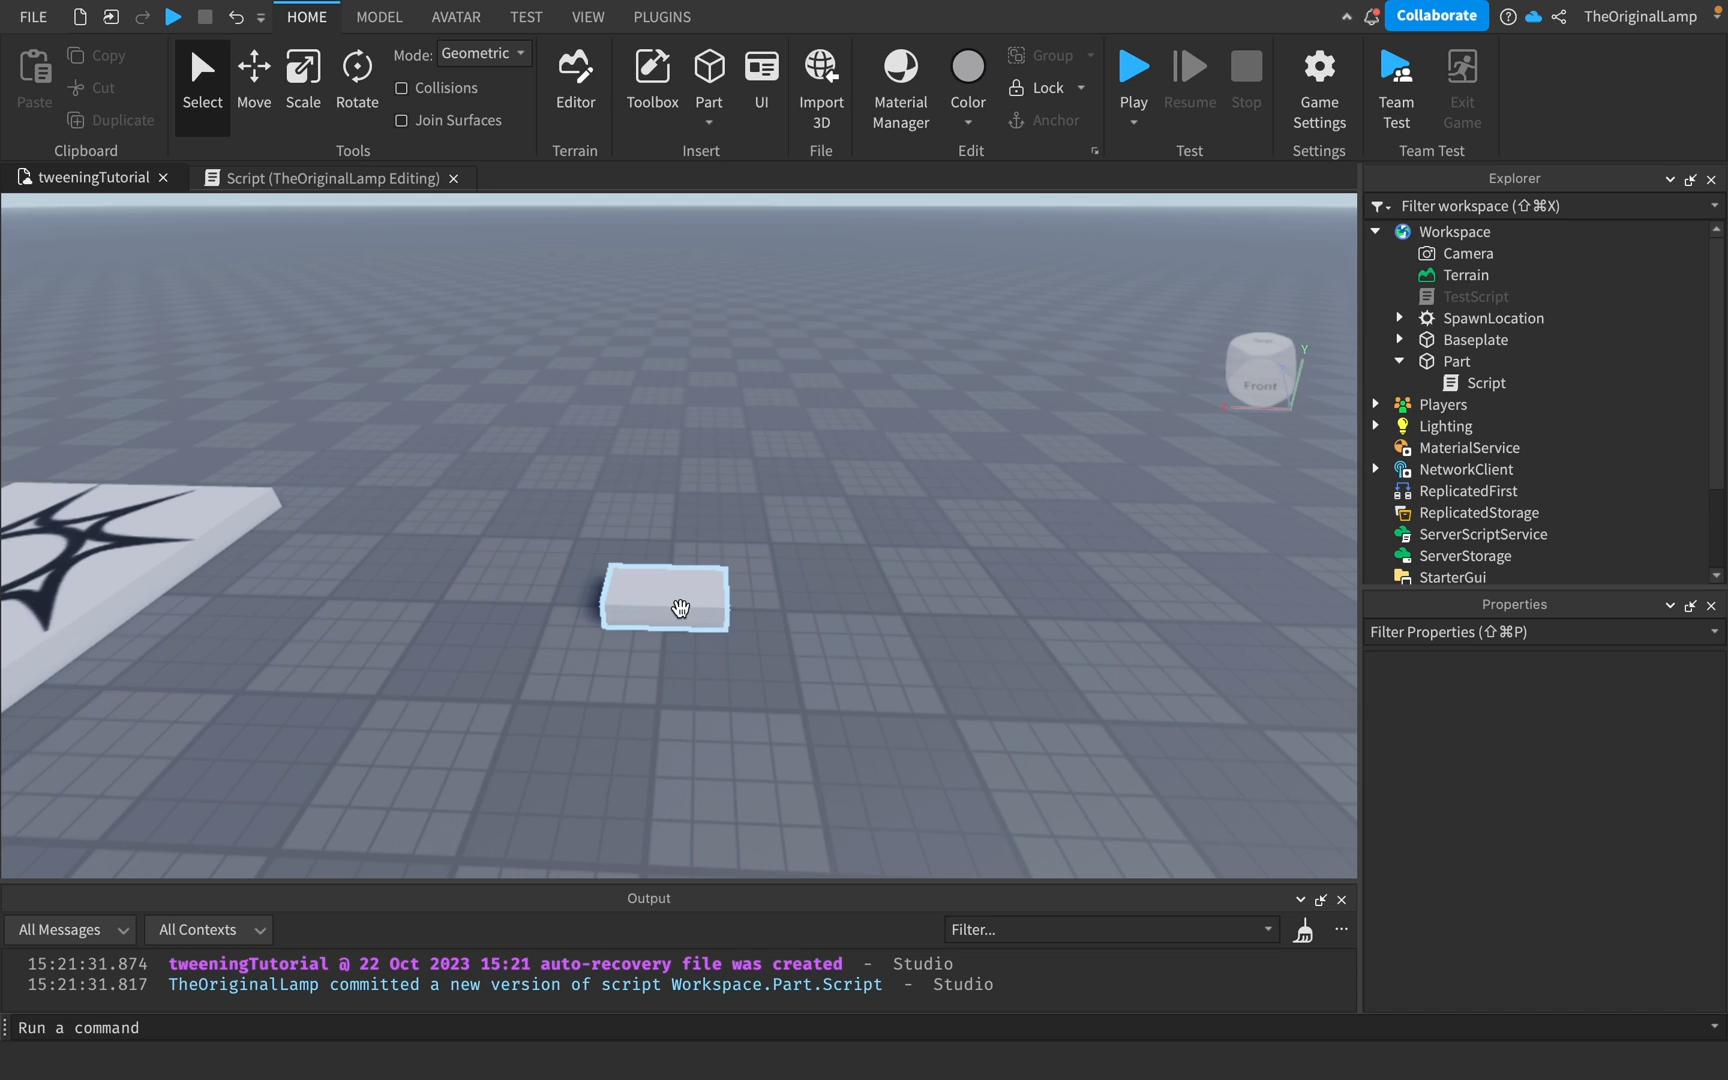 FILE
HOME
MODEL
AVATAR
TEST
VIEW
PLUGINS
Collaborate
TheOriginalLamp
Paste
Copy
Cut
Duplicate
Clipboard
Select
Move
Scale
Rotate
Mode: Geometric
Collisions
Join Surfaces
Tools
Editor
Terrain
Toolbox
Part
UI
Insert
Import
3D
File
Material
Manager
Color
Group
Lock
Anchor
Edit
Play
Resume
Stop
Test
Game
Settings
Settings
Team
Test
Exit
Game
Team Test
tweeningTutorial
Script (TheOriginalLamp Editing)
Front
Y
Explorer
Filter workspace (⇧⌘X)
Workspace
Camera
Terrain
TestScript
SpawnLocation
Baseplate
Part
Script
Players
Lighting
MaterialService
NetworkClient
ReplicatedFirst
ReplicatedStorage
ServerScriptService
ServerStorage
StarterGui
Properties
Filter Properties (⇧⌘P)
Output
All Messages
All Contexts
Filter...
15:21:31.874 tweeningTutorial @ 22 Oct 2023 15:21 auto-recovery file was created - Studio
15:21:31.817 TheOriginalLamp committed a new version of script Workspace.Part.Script - Studio
Run a command